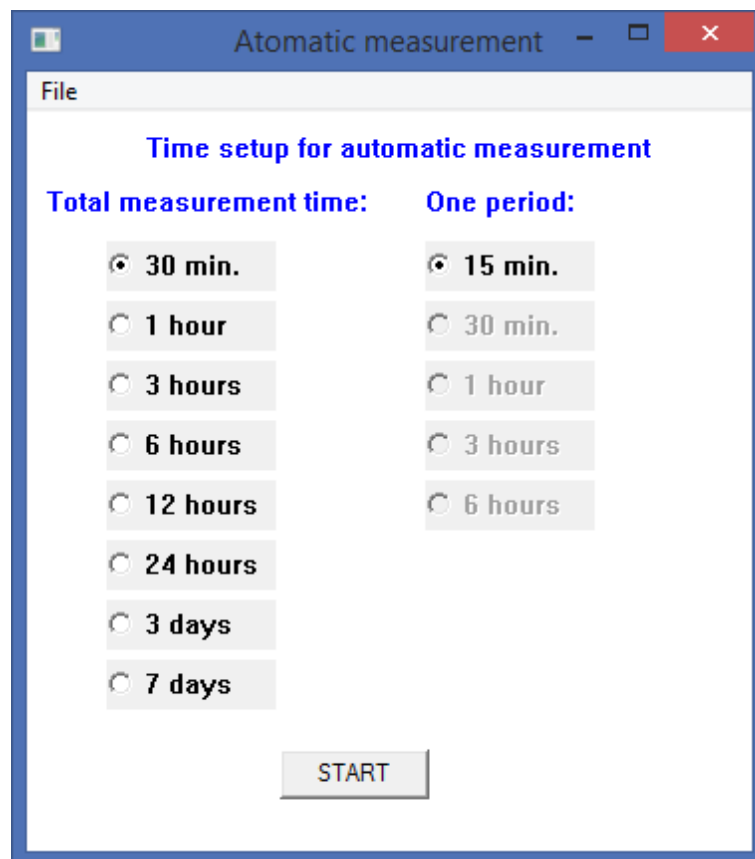 Atomatic measurement
File
Time setup for automatic measurement
Total measurement time: One period:
30 min. 15 min.
1 hour 30 min.
3 hours 1 hour
6 hours 3 hours
12 hours 6 hours
24 hours
3 days
7 days
START